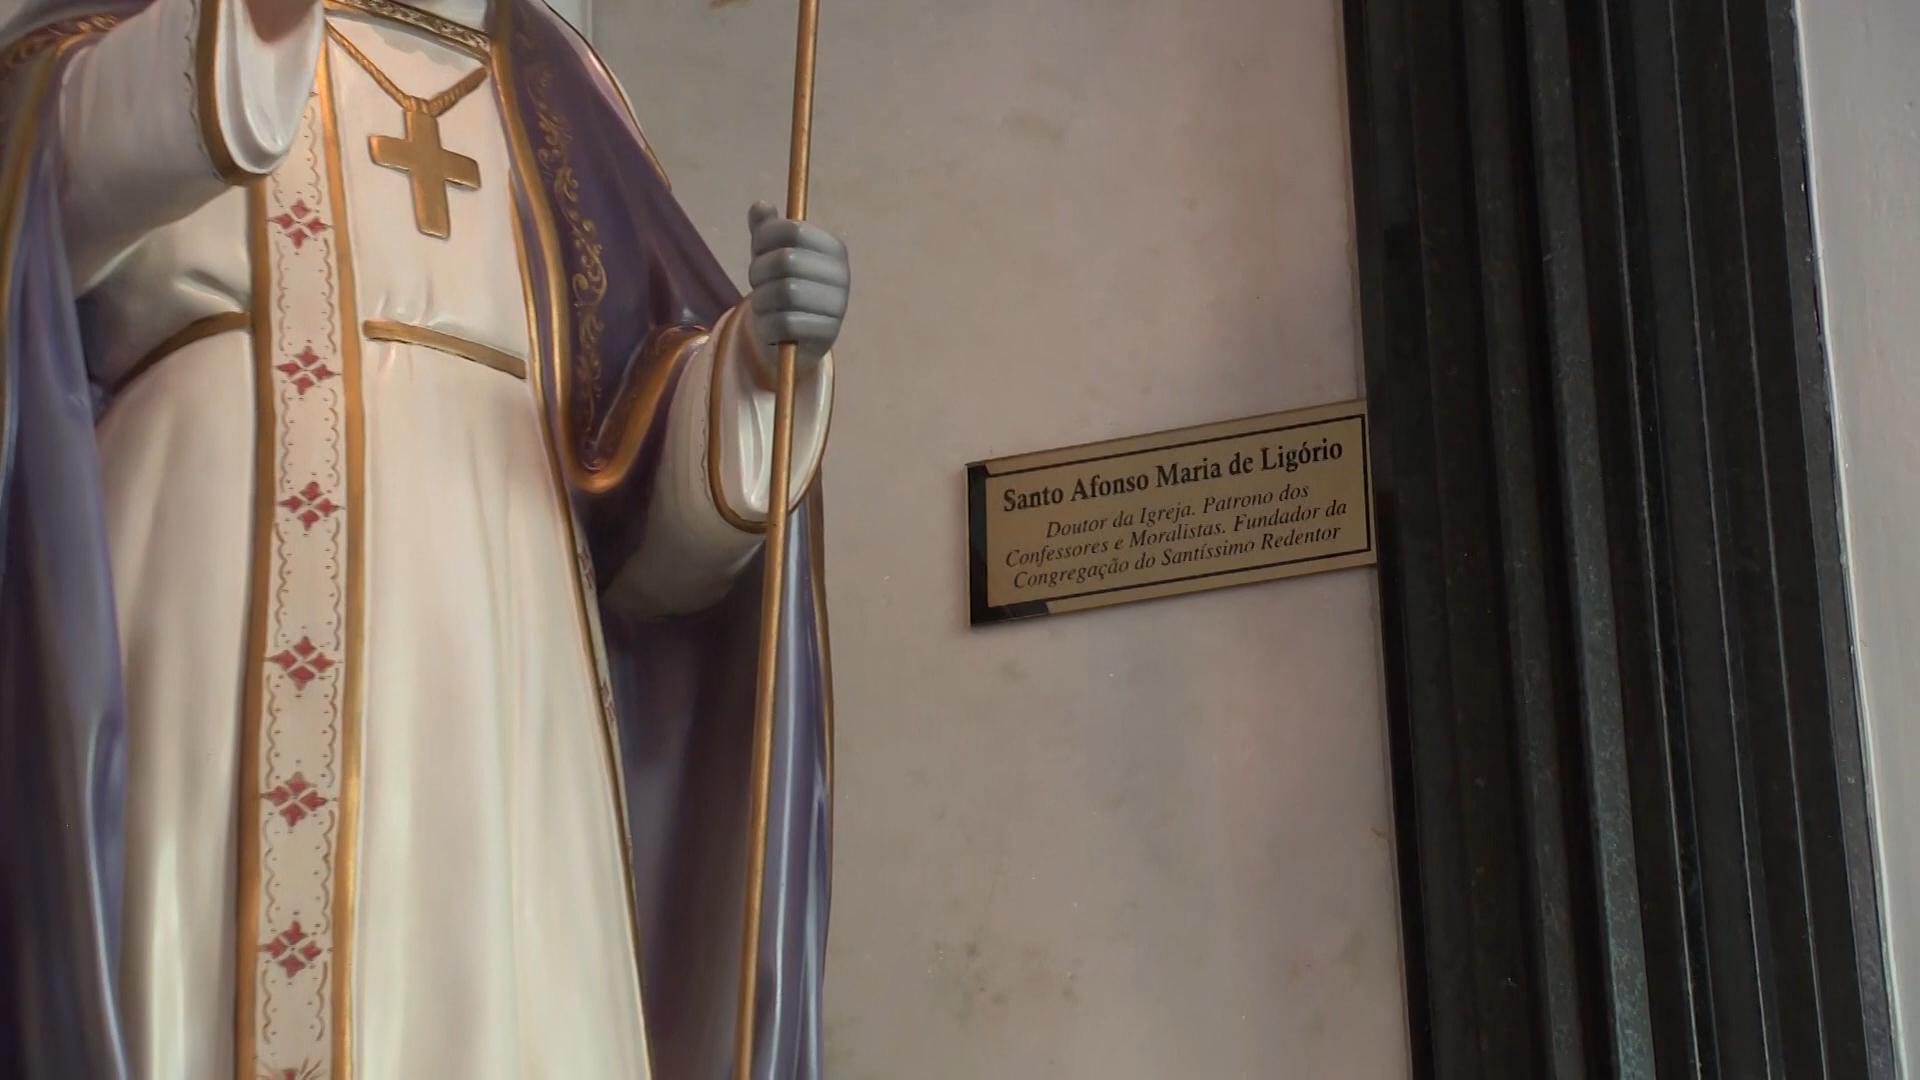 Santo Afonso Maria de Ligório
Doutor da Igreja. Patrono dos
Confessores e Moralistas. Fundador da
Congregação do Santíssimo Redentor